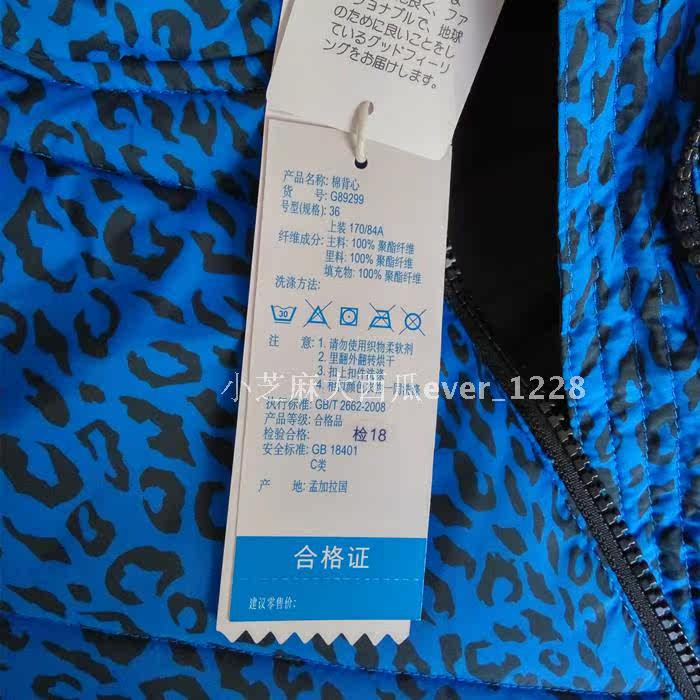 も良く、ファ
ショナブルで、地球
のために良いことをし
ているグッドフィーリ
ングをお届けします。
产品名称: 棉背心
货 号: G89299
号型(规格): 36
上装 170/84A
纤维成分: 主料: 100% 聚酯纤维
里料: 100% 聚酯纤维
填充物: 100% 聚酯纤维
洗涤方法:
30
注 意: 1. 请勿使用织物柔软剂
2. 里翻外翻转烘干
3. 扣上扣件洗涤
小芝麻大西瓜ever_1228
执行标准: GB/T 2662-2008
产品等级: 合格品
检验合格: 检18
安全标准: GB 18401
C类
产 地: 孟加拉国
合格证
建议零售价: